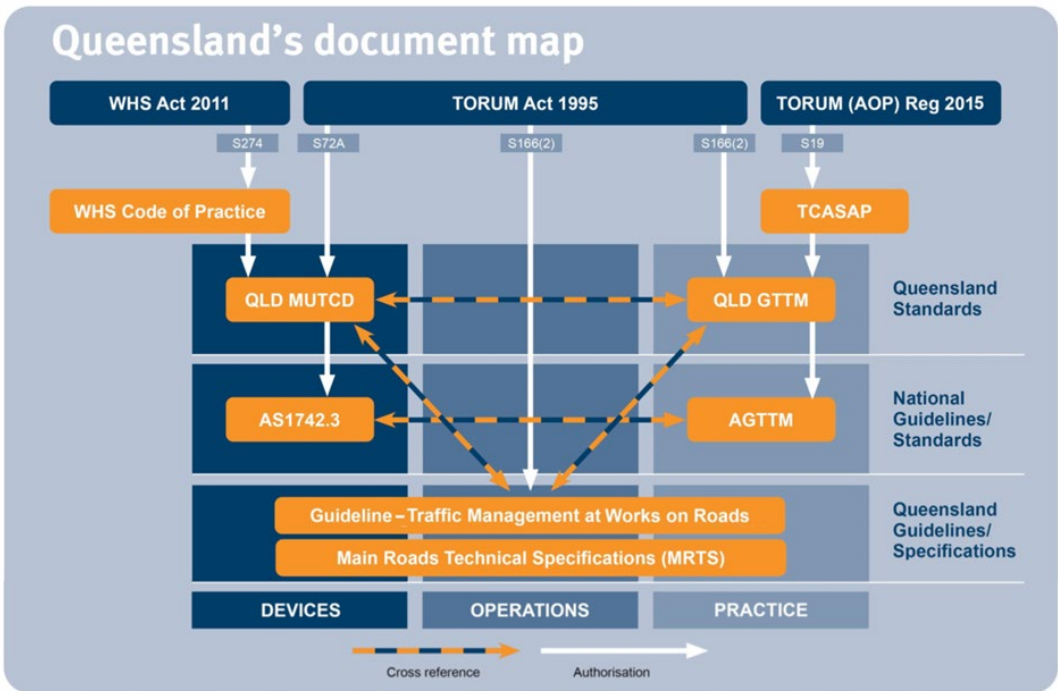 Queensland's document map
WHS Act 2011
TORUM Act 1995
TORUM (AOP) Reg 2015
S274
S72A
S166(2)
S166(2)
S19
WHS Code of Practice
TCASAP
QLD MUTCD
QLD GTTM
Queensland
Standards
AS1742.3
AGTTM
National
Guidelines/
Standards
Guideline – Traffic Management at Works on Roads
Main Roads Technical Specifications (MRTS)
Queensland
Guidelines/
Specifications
DEVICES
OPERATIONS
PRACTICE
Cross reference
Authorisation